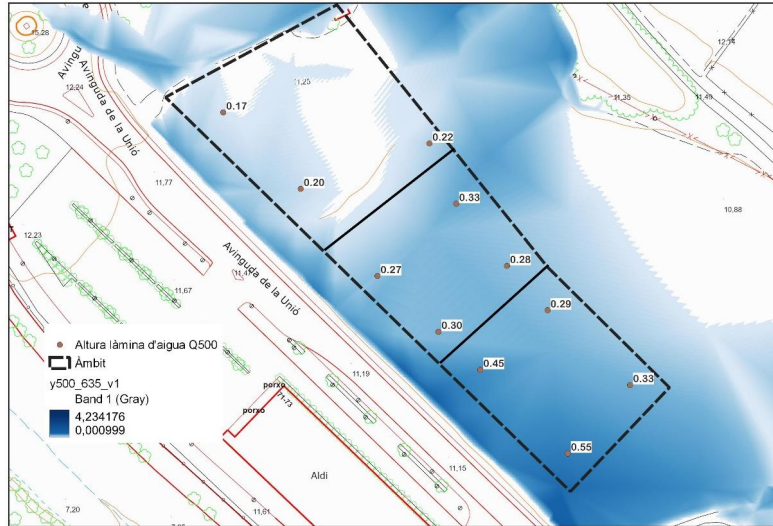 15,28
Avingu
Avinguda de la Unió
12,24
11,25
12,14
11,35
11,49
0.17
0.22
0.20
0.33
11,77
10,88
12,23
Avinguda de la Unió
0.27
0.28
11,67
0.29
0.30
Altura làmina d'aigua Q500
Àmbit
y500_635_v1
Band 1 (Gray)
4,234176
0,000999
0.45
0.33
11,19
porxo
porxo
71-73
0.55
11,15
Aldi
7,20
11,61